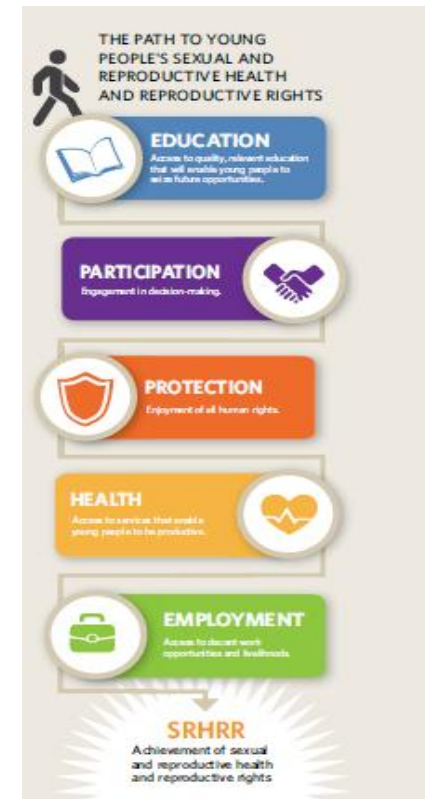 THE PATH TO YOUNG
PEOPLE'S SEXUAL AND
REPRODUCTIVE HEALTH
AND REPRODUCTIVE RIGHTS
EDUCATION
Access to quality, relevant education
that will enable young people to
seize future opportunities.
PARTICIPATION
Engagement in decision-making.
PROTECTION
Enjoyment of all human rights.
HEALTH
Access to services that enable
young people to be productive.
EMPLOYMENT
Access to decent work
opportunities and livelihoods.
SRHRR
Achievement of sexual
and reproductive health
and reproductive rights